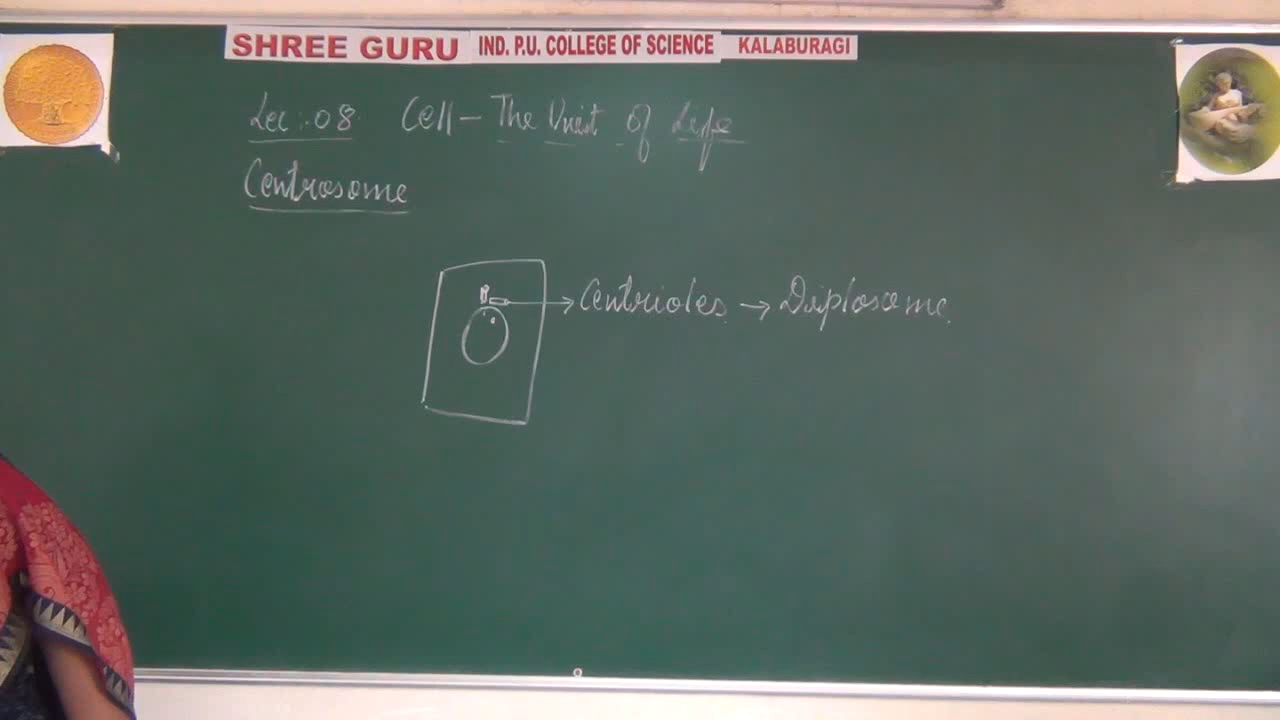 SHREE GURU IND. P.U. COLLEGE OF SCIENCE KALABURAGI
Lec: 08 Cell - The Unit of Life
Centrosome
Centrioles → Diplosome